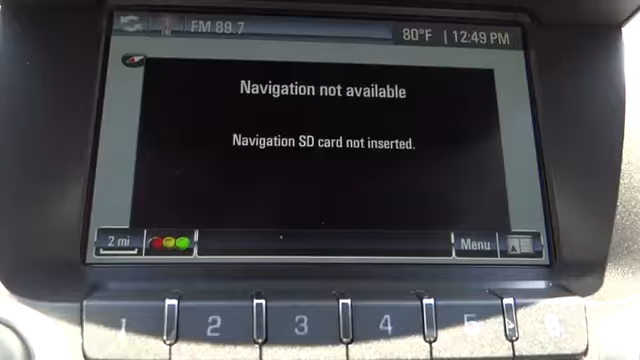 FM 89.7
80°F | 12:49 PM
Navigation not available
Navigation SD card not inserted.
2 mi
Menu
1 2 3 4 5 6